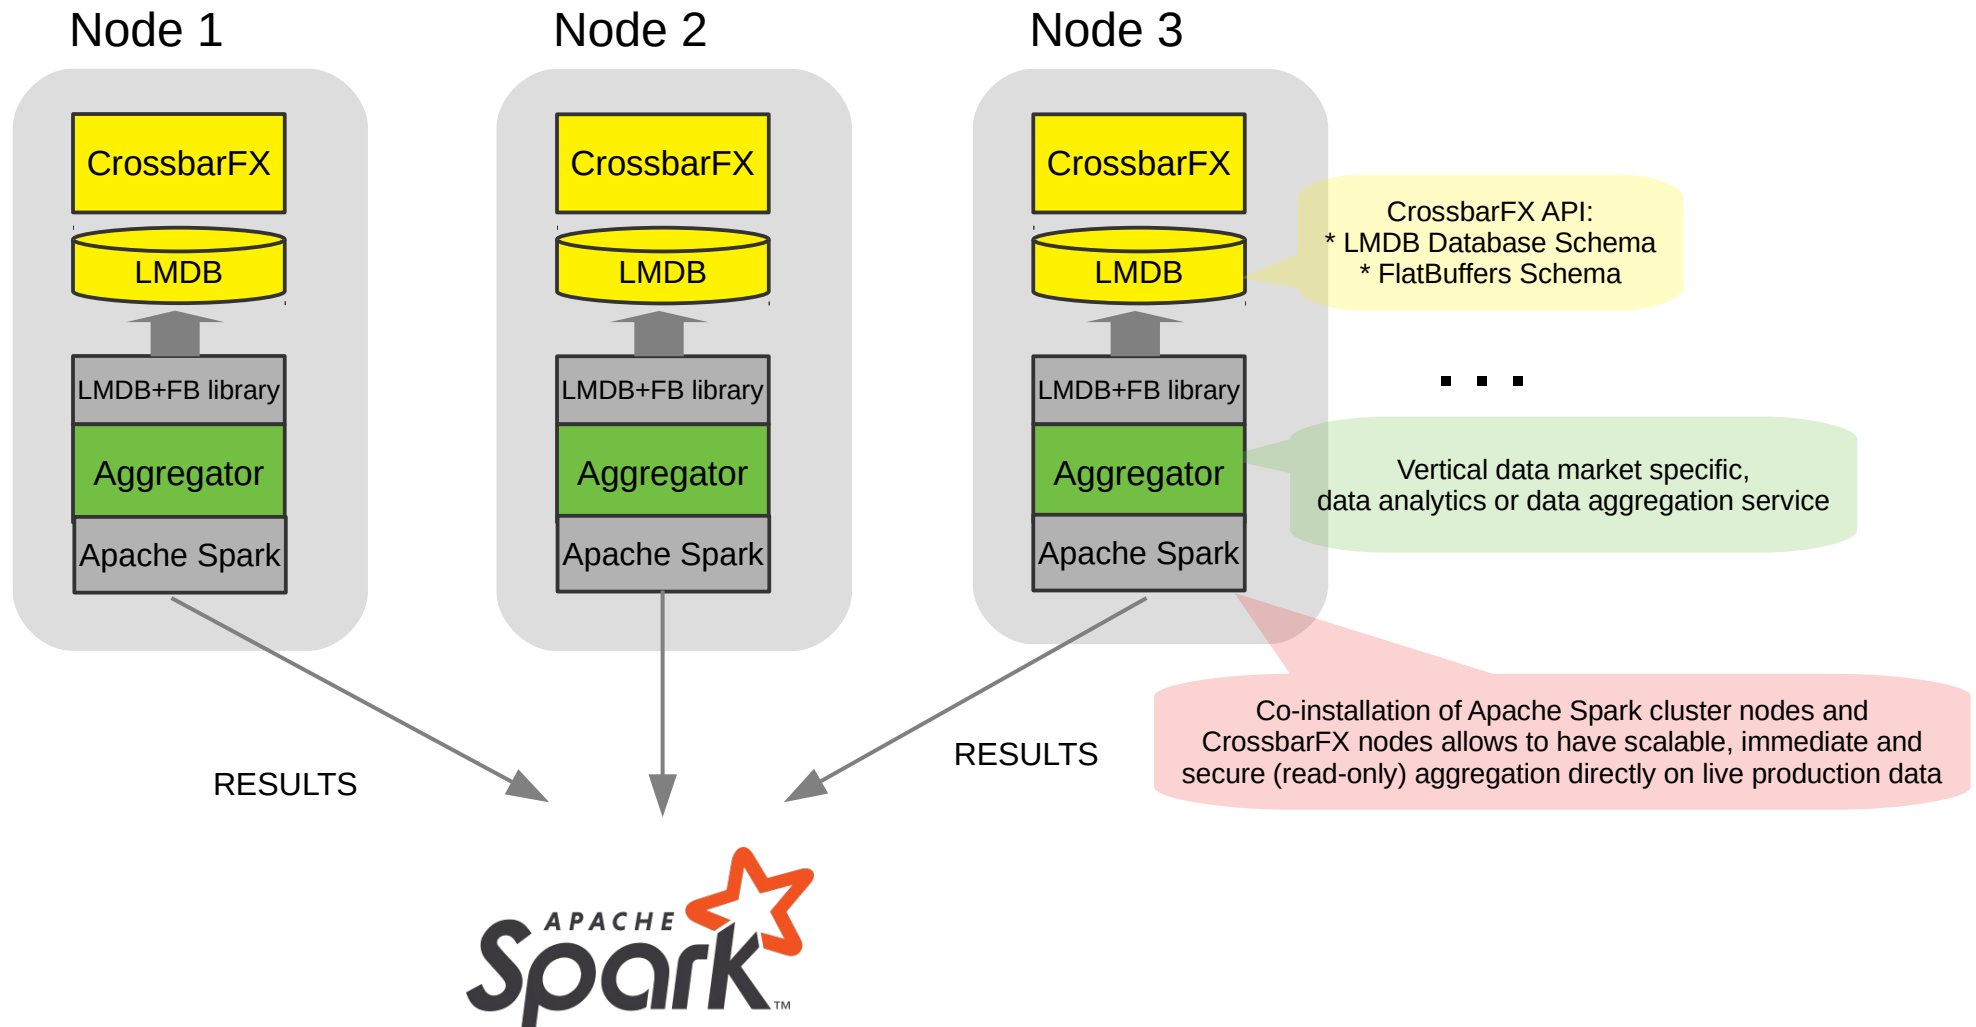 Node 1
Node 2
Node 3
CrossbarFX
CrossbarFX
CrossbarFX
LMDB
LMDB
LMDB
CrossbarFX API:
* LMDB Database Schema
* FlatBuffers Schema
LMDB+FB library
LMDB+FB library
LMDB+FB library
. . .
Aggregator
Aggregator
Aggregator
Vertical data market specific,
data analytics or data aggregation service
Apache Spark
Apache Spark
Apache Spark
Co-installation of Apache Spark cluster nodes and
CrossbarFX nodes allows to have scalable, immediate and
secure (read-only) aggregation directly on live production data
RESULTS
RESULTS
APACHE
Spark™